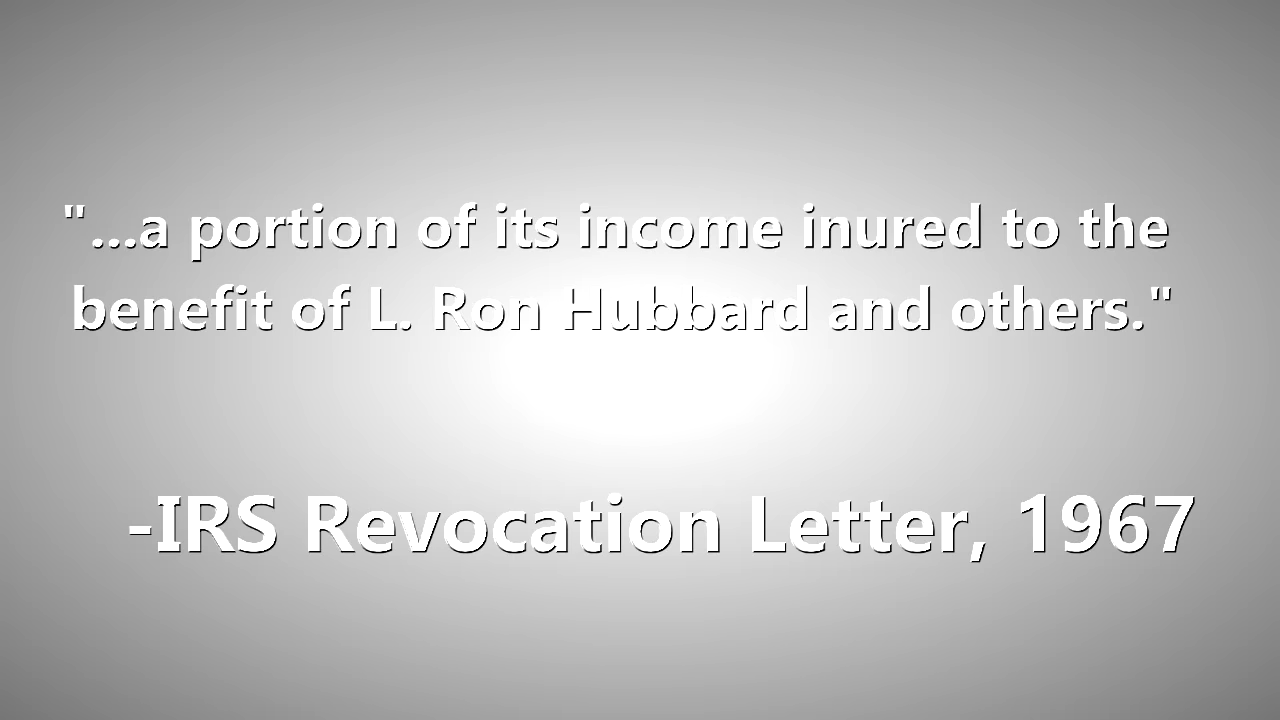 "...a portion of its income inured to the
benefit of L. Ron Hubbard and others."
-IRS Revocation Letter, 1967